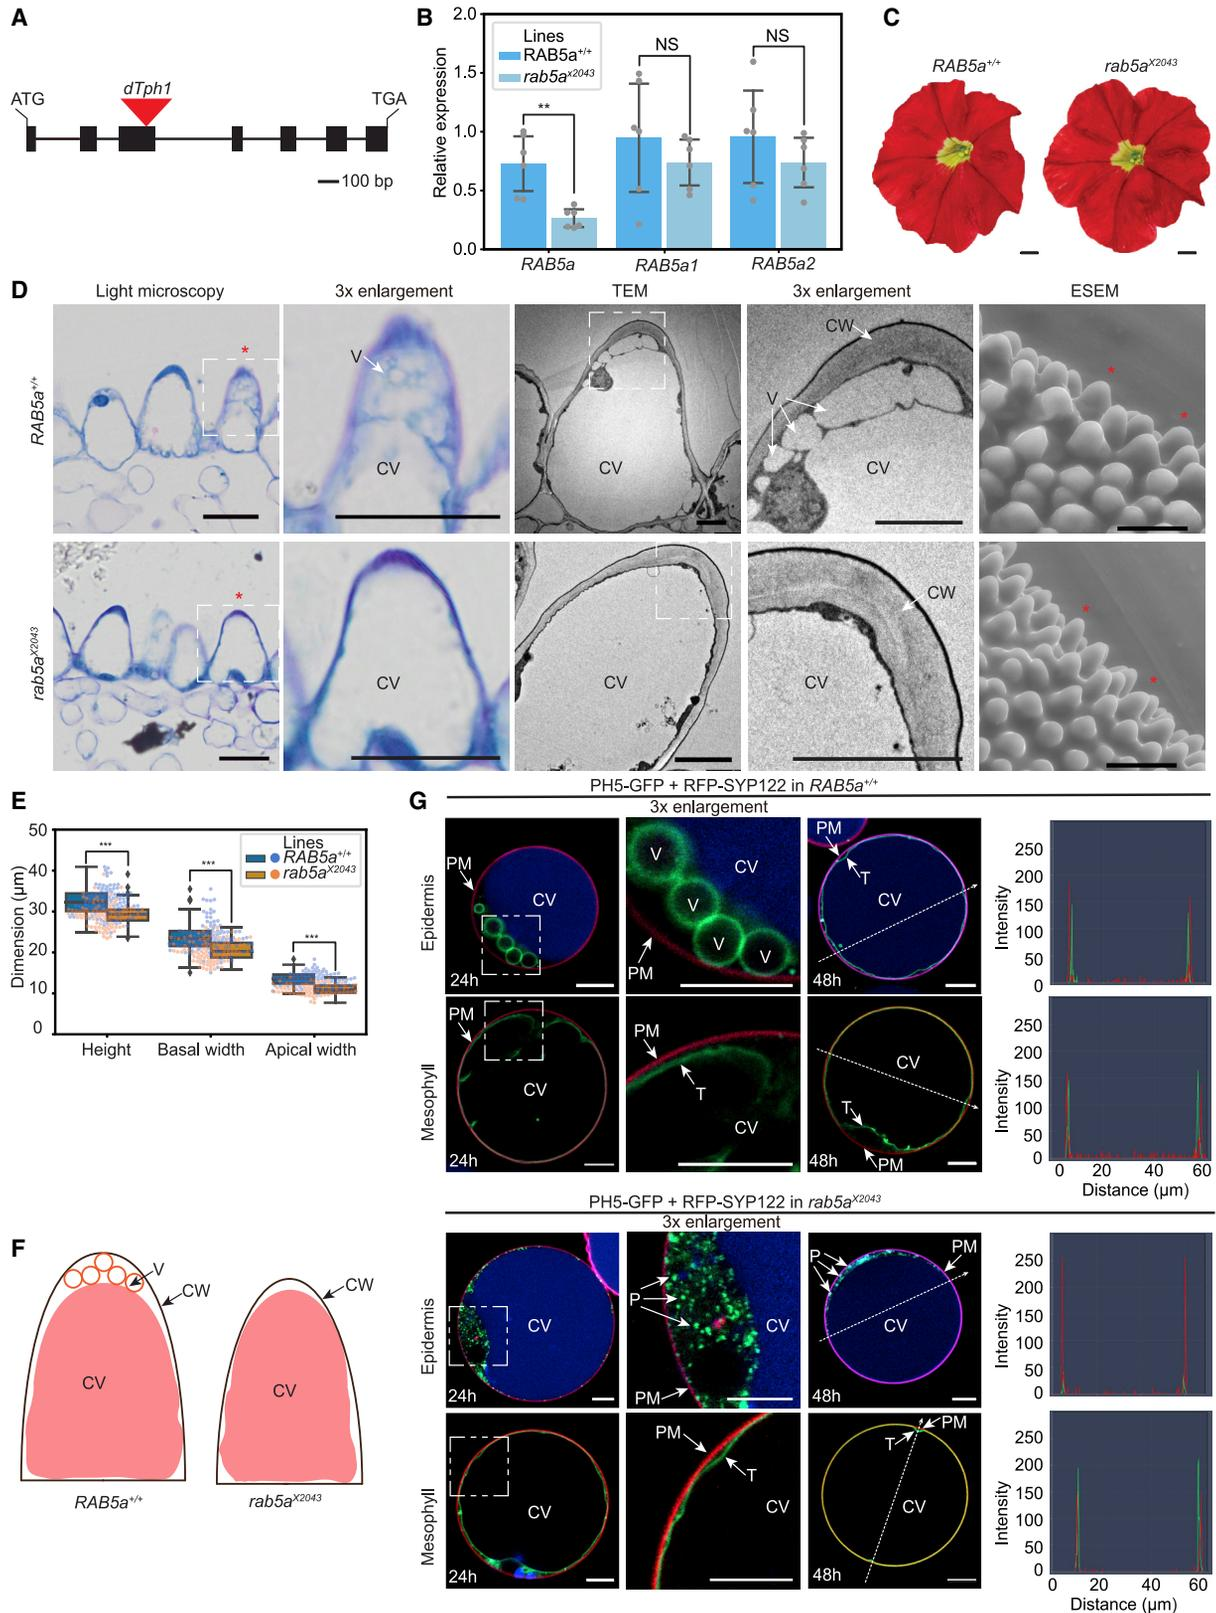 A
ATG
dTph1
TGA
100 bp
B
Relative expression
2.0
1.5
1.0
0.5
0.0
Lines
RAB5a+/+
rab5ax2043
**
NS
NS
RAB5a
RAB5a1
RAB5a2
C
RAB5a+/+
rab5aX2043
D
Light microscopy
3x enlargement
TEM
3x enlargement
ESEM
RAB5a+/+
*
V
CV
CV
CW
V
CV
*
*
rab5aX2043
*
CV
CV
CW
CV
*
*
E
Dimension (µm)
50
40
30
20
10
0
Lines
RAB5a+/+
rab5aX2043
***
***
***
Height
Basal width
Apical width
F
V
CW
CV
RAB5a+/+
CW
CV
rab5aX2043
G
PH5-GFP + RFP-SYP122 in RAB5a+/+
3x enlargement
Epidermis
PM
CV
24h
V
CV
V
V
V
PM
PM
T
CV
48h
Intensity
250
200
150
100
50
0
Mesophyll
PM
CV
24h
PM
T
CV
CV
T
PM
48h
Intensity
250
200
150
100
50
0
0 20 40 60
Distance (µm)
PH5-GFP + RFP-SYP122 in rab5aX2043
3x enlargement
Epidermis
CV
24h
P
CV
PM
P
PM
CV
48h
Intensity
250
200
150
100
50
0
Mesophyll
CV
24h
PM
T
CV
PM
T
CV
48h
Intensity
250
200
150
100
50
0
0 20 40 60
Distance (µm)